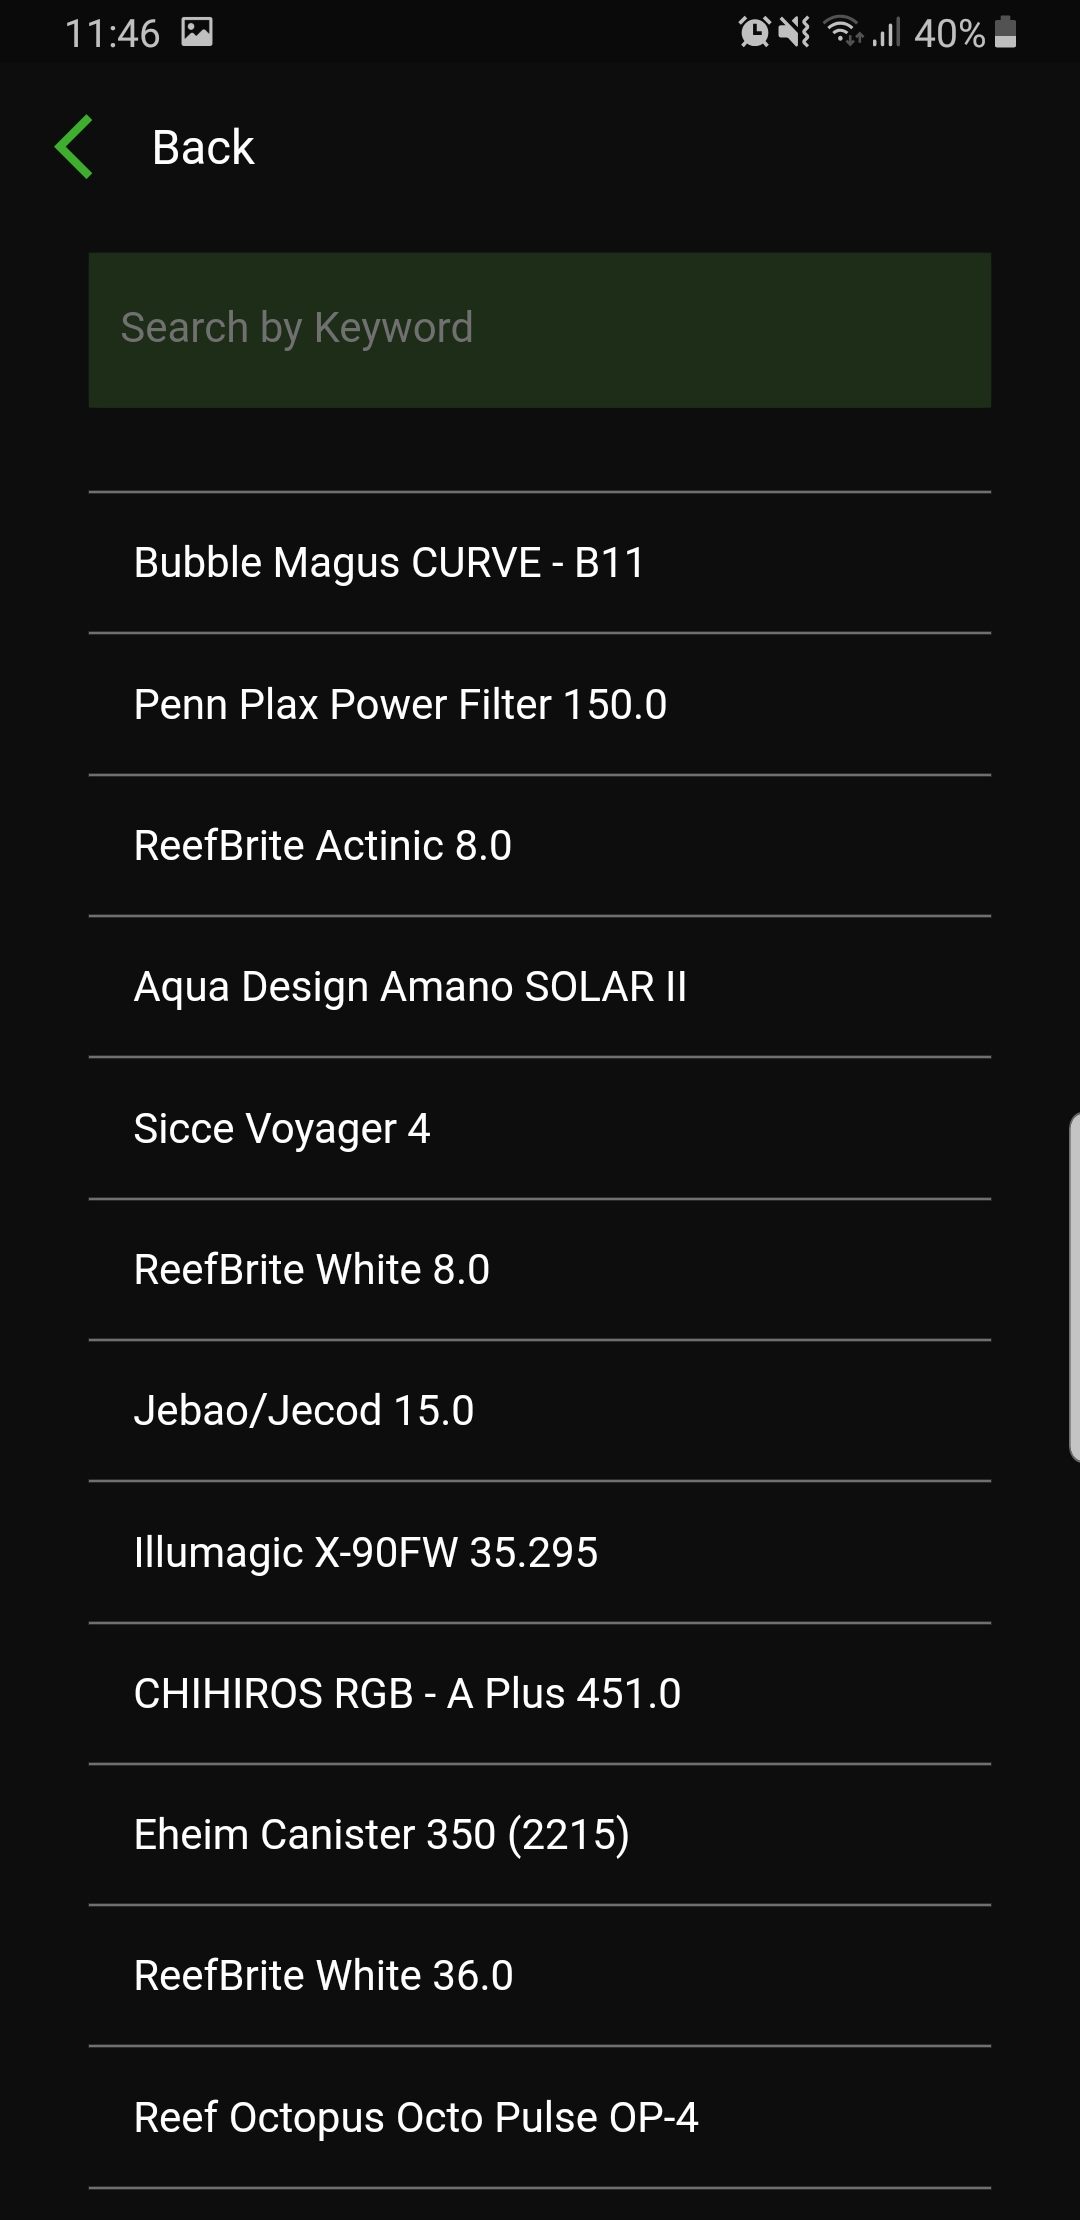 11:46
40%
Back
Search by Keyword
Bubble Magus CURVE - B11
Penn Plax Power Filter 150.0
ReefBrite Actinic 8.0
Aqua Design Amano SOLAR II
Sicce Voyager 4
ReefBrite White 8.0
Jebao/Jecod 15.0
Illumagic X-90FW 35.295
CHIHIROS RGB - A Plus 451.0
Eheim Canister 350 (2215)
ReefBrite White 36.0
Reef Octopus Octo Pulse OP-4